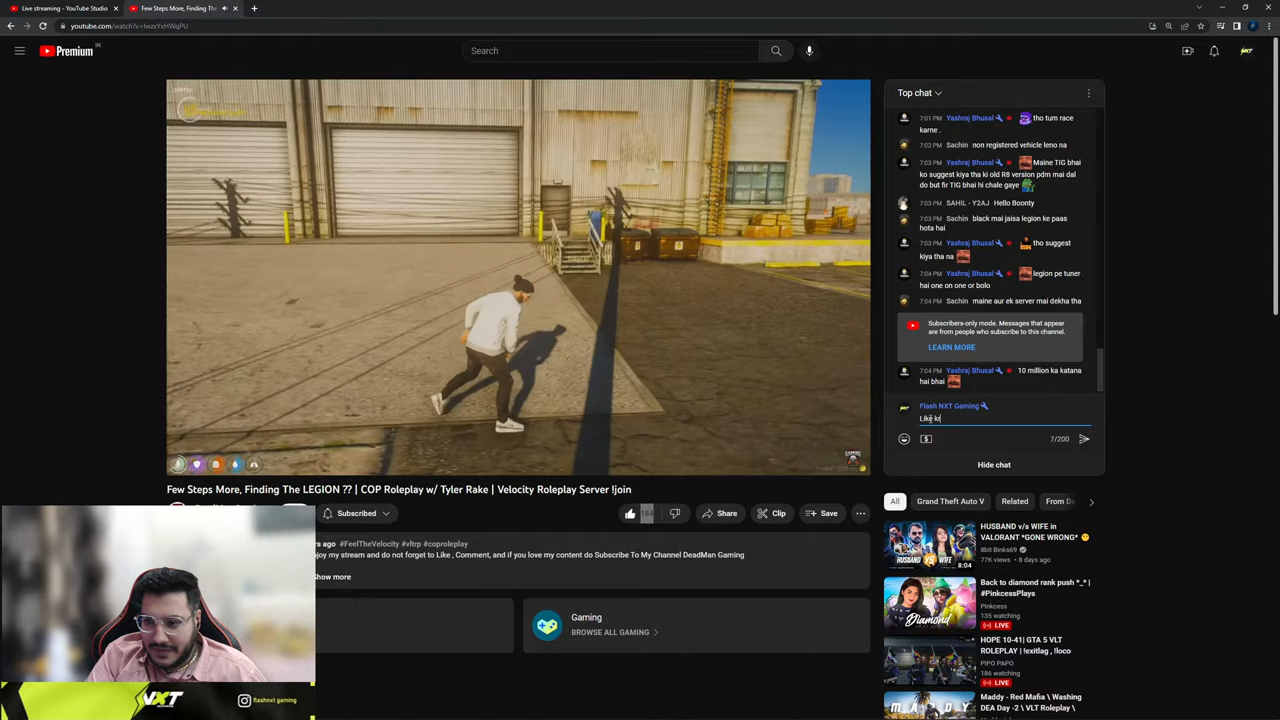 Live streaming - YouTube Studio
Few Steps More, Finding Th
youtube.com/watch?v=
Premium
IN
Search
Top chat
7:01 PM Yashraj Bhusal tho tum race
karne .
7:02 PM Sachin non registered vehicle leno na
7:03 PM Yashraj Bhusal Maine TIG bhai
ko suggest kiya tha ki old R8 version pdm mai dal
do but fir TIG bhai hi chale gaye
7:03 PM SAHIL - Y2AJ Hello Boonty
7:03 PM Sachin black mai jaisa legion ke paas
hota hai
7:03 PM Yashraj Bhusal tho suggest
kiya tha na
7:04 PM Yashraj Bhusal legion pe tuner
hai one on one or bolo
7:04 PM Sachin maine aur ek server mai dekha tha
Subscribers-only mode. Messages that appear
are from people who subscribe to this channel.
LEARN MORE
7:04 PM Yashraj Bhusal 10 million ka katana
hai bhai
Flash NXT Gaming
Like kr
7/200
Hide chat
Few Steps More, Finding The LEGION ?? | COP Roleplay w/ Tyler Rake | Velocity Roleplay Server !join
Subscribed
184
Share
Clip
Save
rs ago #FeelTheVelocity #vltrp #coproleplay
njoy my stream and do not forget to Like , Comment, and if you love my content do Subscribe To My Channel DeadMan Gaming
Show more
Gaming
BROWSE ALL GAMING
All
Grand Theft Auto V
Related
From De
HUSBAND v/s WIFE in
VALORANT *GONE WRONG*
8bit Binks69
77K views • 8 days ago
8:04
Back to diamond rank push *_* |
#PinkcessPlays
Pinkcess
135 watching
LIVE
HOPE 10-41| GTA 5 VLT
ROLEPLAY | !exitlag , !loco
PIPO PAPO
186 watching
LIVE
Maddy - Red Mafia \ Washing
DEA Day -2 \ VLT Roleplay \
NXT
flashnxt gaming